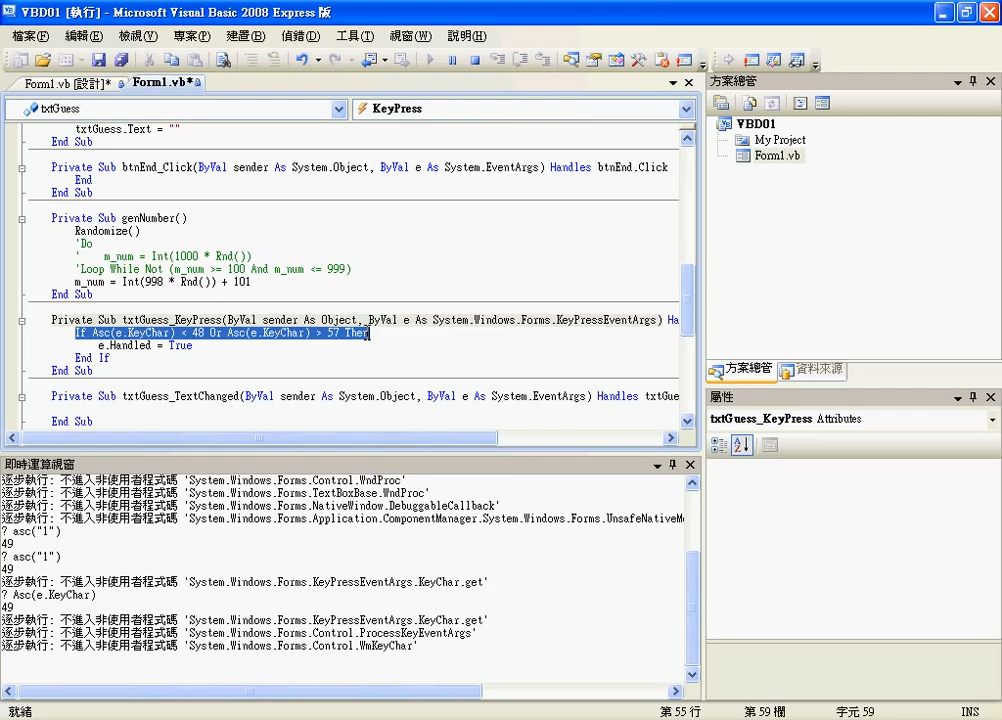 VBD01 [執行] - Microsoft Visual Basic 2008 Express 版
檔案(F) 編輯(E) 檢視(V) 專案(P) 建置(B) 偵錯(D) 工具(T) 視窗(W) 說明(H)
Form1.vb [設計]* Form1.vb*
txtGuess KeyPress
txtGuess.Text = ""
End Sub
Private Sub btnEnd_Click(ByVal sender As System.Object, ByVal e As System.EventArgs) Handles btnEnd.Click
End
End Sub
Private Sub genNumber()
Randomize()
'Do
' m_num = Int(1000 * Rnd())
'Loop While Not (m_num >= 100 And m_num <= 999)
m_num = Int(998 * Rnd()) + 101
End Sub
Private Sub txtGuess_KeyPress(ByVal sender As Object, ByVal e As System.Windows.Forms.KeyPressEventArgs) Ha
If Asc(e.KeyChar) < 48 Or Asc(e.KeyChar) > 57 Then
e.Handled = True
End If
End Sub
Private Sub txtGuess_TextChanged(ByVal sender As System.Object, ByVal e As System.EventArgs) Handles txtGue
End Sub
方案總管
VBD01
My Project
Form1.vb
方案總管 資料來源
屬性
txtGuess_KeyPress Attributes
即時運算視窗
逐步執行: 不進入非使用者程式碼 'System.Windows.Forms.Control.WndProc'
逐步執行: 不進入非使用者程式碼 'System.Windows.Forms.TextBoxBase.WndProc'
逐步執行: 不進入非使用者程式碼 'System.Windows.Forms.NativeWindow.DebuggableCallback'
逐步執行: 不進入非使用者程式碼 'System.Windows.Forms.Application.ComponentManager.System.Windows.Forms.UnsafeNativeM
? asc("1")
49
? asc("1")
49
逐步執行: 不進入非使用者程式碼 'System.Windows.Forms.KeyPressEventArgs.KeyChar.get'
? Asc(e.KeyChar)
49
逐步執行: 不進入非使用者程式碼 'System.Windows.Forms.KeyPressEventArgs.KeyChar.get'
逐步執行: 不進入非使用者程式碼 'System.Windows.Forms.Control.ProcessKeyEventArgs'
逐步執行: 不進入非使用者程式碼 'System.Windows.Forms.Control.WmKeyChar'
就緒 第 55 行 第 59 欄 字元 59 INS